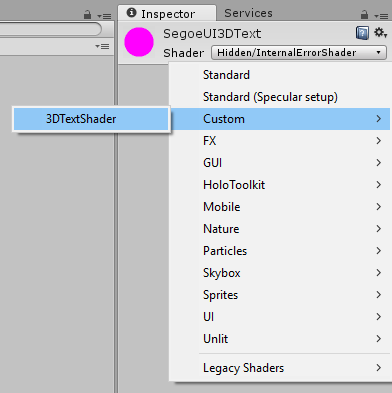 Inspector Services
SegoeUI3DText
Shader Hidden/InternalErrorShader
Standard
Standard (Specular setup)
3DTextShader Custom
FX
GUI
HoloToolkit
Mobile
Nature
Particles
Skybox
Sprites
UI
Unlit
Legacy Shaders